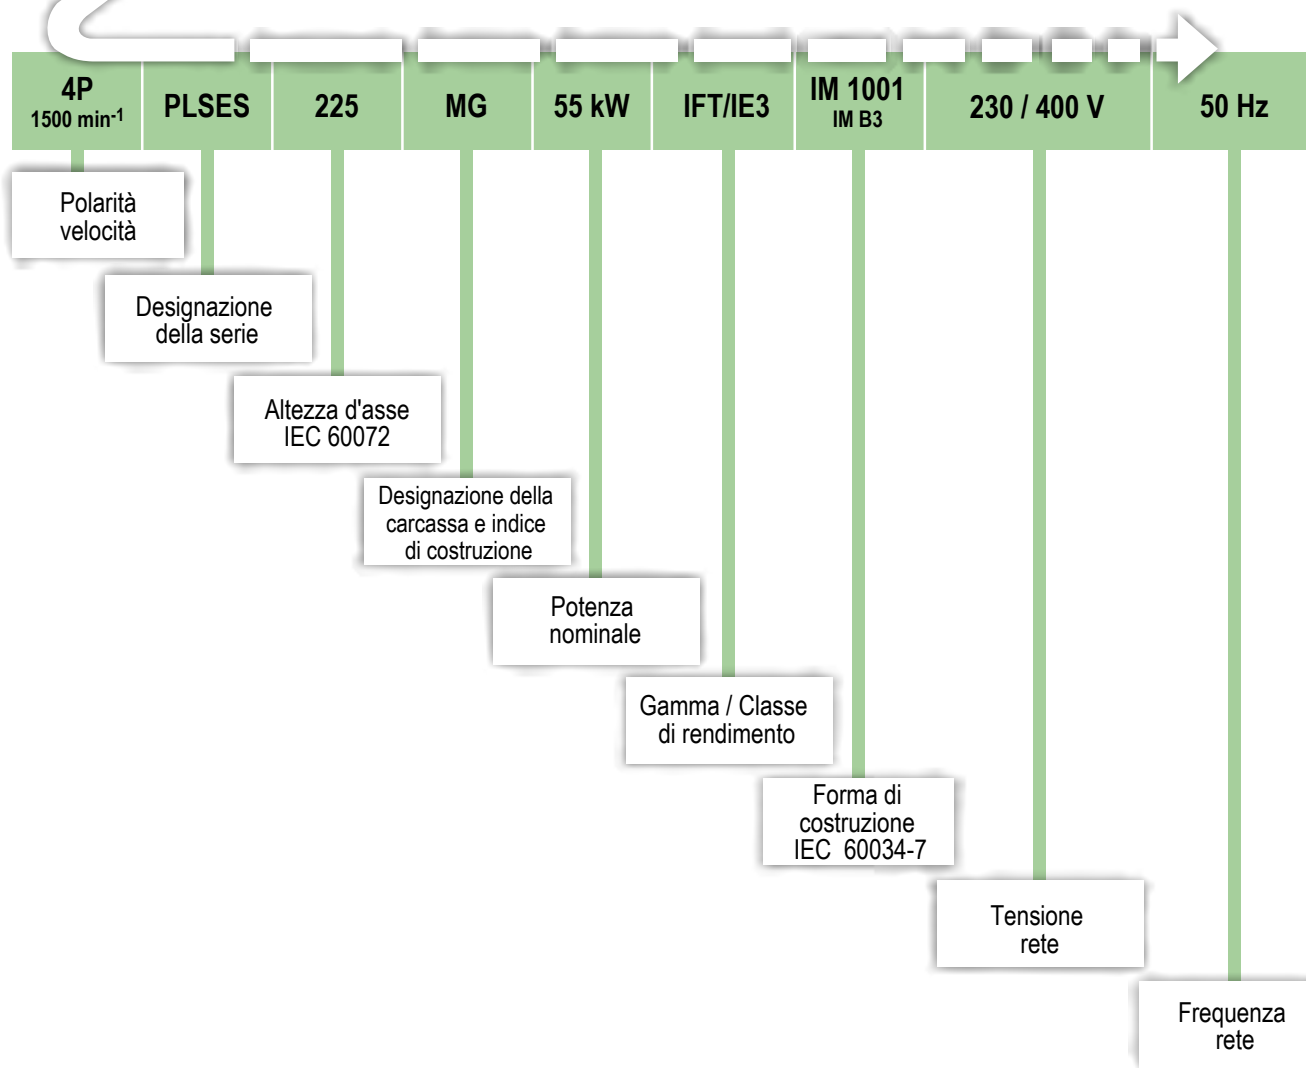 4P
1500 min-1
PLSES
225
MG
55 kW
IFT/IE3
IM 1001
IM B3
230 / 400 V
50 Hz
Polarità
velocità
Designazione
della serie
Altezza d'asse
IEC 60072
Designazione della
carcassa e indice
di costruzione
Potenza
nominale
Gamma / Classe
di rendimento
Forma di
costruzione
IEC 60034-7
Tensione
rete
Frequenza
rete